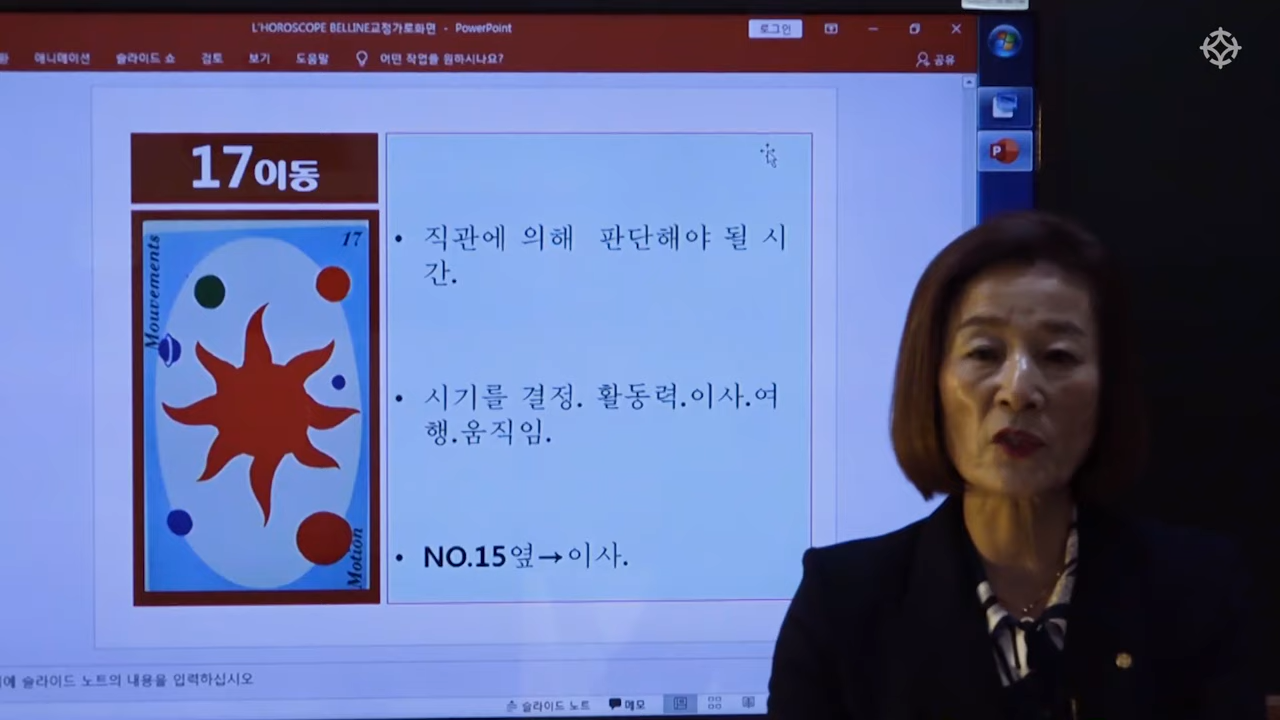 L'HOROSCOPE BELLINE교정가로화면 - PowerPoint
로그인
애니메이션 슬라이드 쇼 검토 보기 도움말 어떤 작업을 원하시나요? 공유
17이동
17
Mouvements
Motion
• 직관에 의해 판단해야 될 시
간.
• 시기를 결정. 활동력.이사.여
행.움직임.
• NO.15옆→이사.
슬라이드 노트의 내용을 입력하십시오
슬라이드 노트 메모